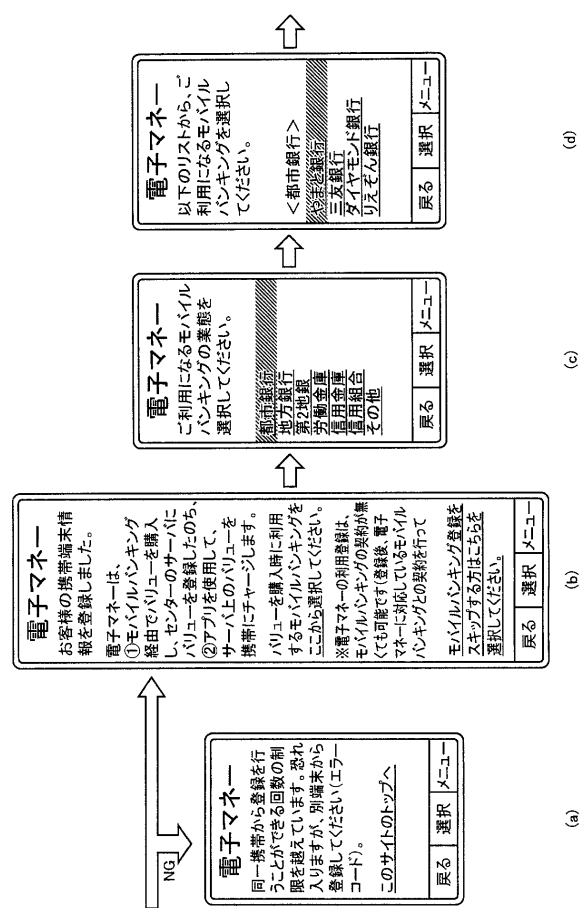 NG
電子マネー
同一携帯から登録を行
うことができる回数の制
限を越えています。恐れ
入りますが、別端末から
登録してください(エラー
コード)。
このサイトのトップへ
戻る 選択 メニュー
(a)
電子マネー
お客様の携帯端末情
報を登録しました。
電子マネーは、
①モバイルバンキング
経由でバリューを購入
し、センターのサーバに
バリューを登録したのち、
②アプリを使用して、
サーバ上のバリューを
携帯にチャージします。
バリューを購入時に利用
するモバイルバンキングを
ここから選択してください。
※電子マネーの利用登録は、
モバイルバンキングの契約が無
くても可能です(登録後、電子
マネーに対応しているモバイル
バンキングとの契約を行って
モバイルバンキング登録を
スキップする方はこちらを
選択してください。
戻る 選択 メニュー
(b)
電子マネー
ご利用になるモバイル
バンキングの業態を
選択してください。
都市銀行
地方銀行
第2地銀
労働金庫
信用金庫
信用組合
その他
戻る 選択 メニュー
(c)
電子マネー
以下のリストから、ご
利用になるモバイル
バンキングを選択し
てください。
<都市銀行>
やまと銀行
三友銀行
ダイヤモンド銀行
りえぞん銀行
戻る 選択 メニュー
(d)